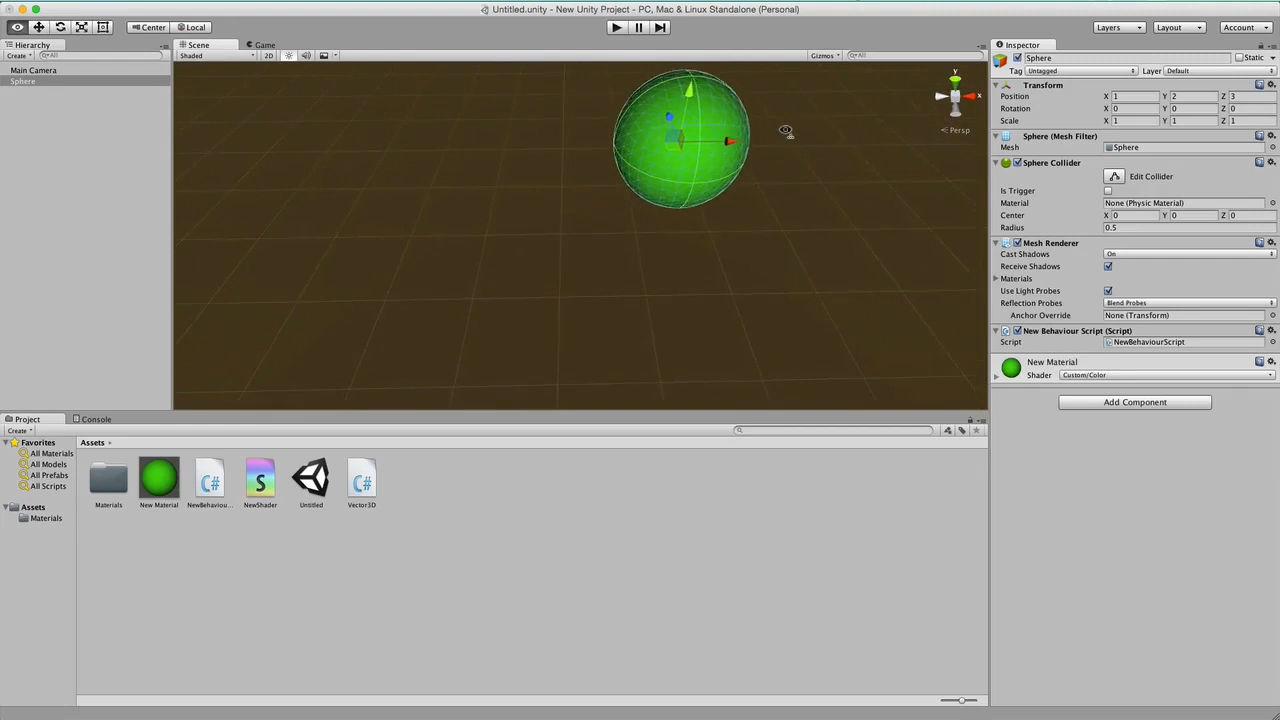 Untitled.unity - New Unity Project - PC, Mac & Linux Standalone (Personal)
Center Local Layers Layout Account
Hierarchy Scene Game Inspector
Create All Shaded 2D Gizmos All Sphere Static
Main Camera Tag Untagged Layer Default
Sphere y x Transform
Position X 1 Y 2 Z 3
Rotation X 0 Y 0 Z 0
Scale X 1 Y 1 Z 1
Persp
Sphere (Mesh Filter)
Mesh Sphere
Sphere Collider
Edit Collider
Is Trigger
Material None (Physic Material)
Center X 0 Y 0 Z 0
Radius 0.5
Mesh Renderer
Cast Shadows On
Receive Shadows
Materials
Use Light Probes
Reflection Probes Blend Probes
Anchor Override None (Transform)
New Behaviour Script (Script)
Script NewBehaviourScript
New Material
Shader Custom/Color
Add Component
Project Console
Create
Favorites Assets
All Materials
All Models
All Prefabs
All Scripts
Assets
Materials
C# S C#
Materials New Material NewBehaviou... NewShader Untitled Vector3D